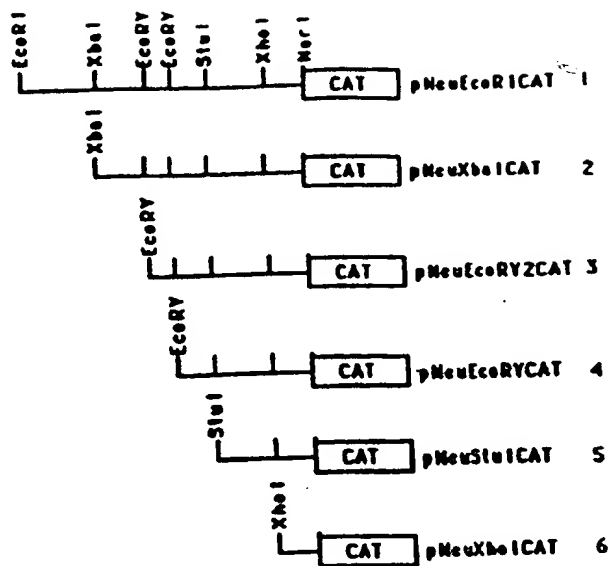 EcoRI XbaI EcoRV EcoRV StuI XhoI NarI
CAT pNeuEcoRICAT 1
XbaI
CAT pNeuXbaICAT 2
EcoRV
CAT pNeuEcoRV2CAT 3
EcoRV
CAT pNeuEcoRVCAT 4
StuI
CAT pNeuStuICAT 5
XhoI
CAT pNeuXhoICAT 6